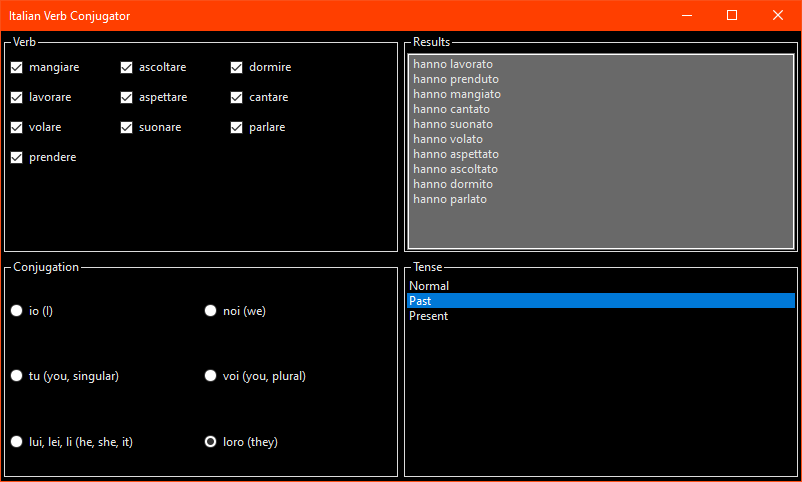 Italian Verb Conjugator
Verb
mangiare ascoltare dormire
lavorare aspettare cantare
volare suonare parlare
prendere
Results
hanno lavorato
hanno prenduto
hanno mangiato
hanno cantato
hanno suonato
hanno volato
hanno aspettato
hanno ascoltato
hanno dormito
hanno parlato
Conjugation
io (I) noi (we)
tu (you, singular) voi (you, plural)
lui, lei, li (he, she, it) loro (they)
Tense
Normal
Past
Present